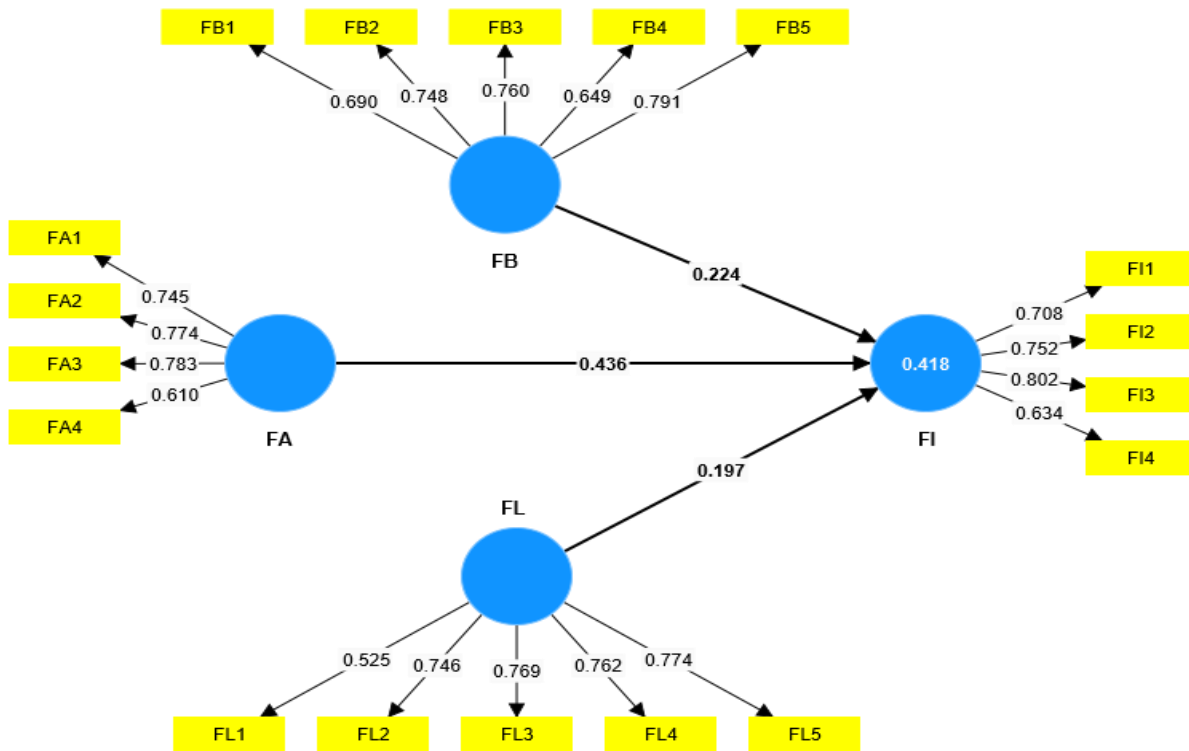 FB1 FB2 FB3 FB4 FB5
0.690 0.748 0.760 0.649 0.791
FB
FA1
FA2
FA3
FA4
0.745
0.774
0.783
0.610
FA
0.224
0.436
0.197
0.418
FI
0.708
0.752
0.802
0.634
FI1
FI2
FI3
FI4
FL
0.525 0.746 0.769 0.762 0.774
FL1 FL2 FL3 FL4 FL5